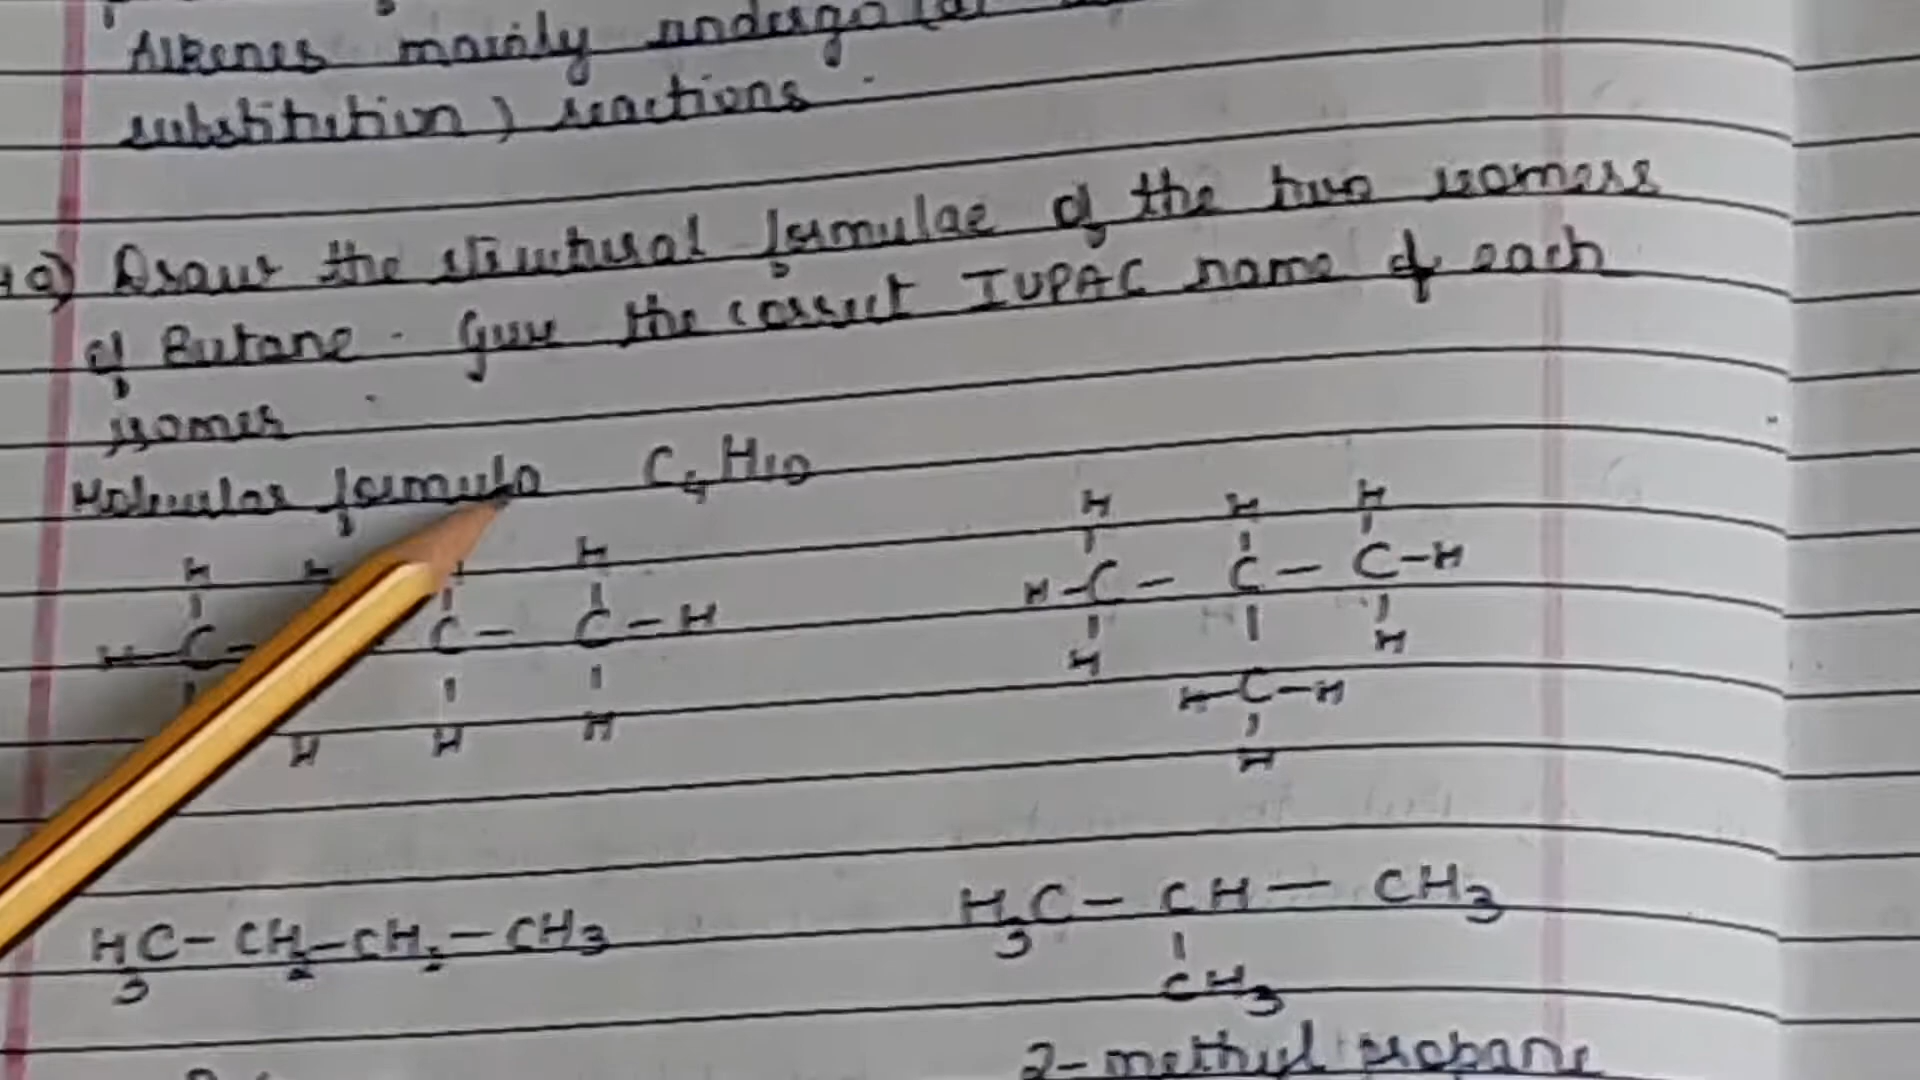 Alkenes mainly undergo (a
substitution) reactions.
a) Draw the structural formulae of the two isomers
of Butane. Give the correct IUPAC name of each
isomer
Molecular formula C4H10
H H H
H H H H
H-C- C- C-H H-C - C - C-H
H H
H H H H-C-H
H
H3C-CH2-CH2-CH3 H3C- CH- CH3
CH3
2-methyl propane